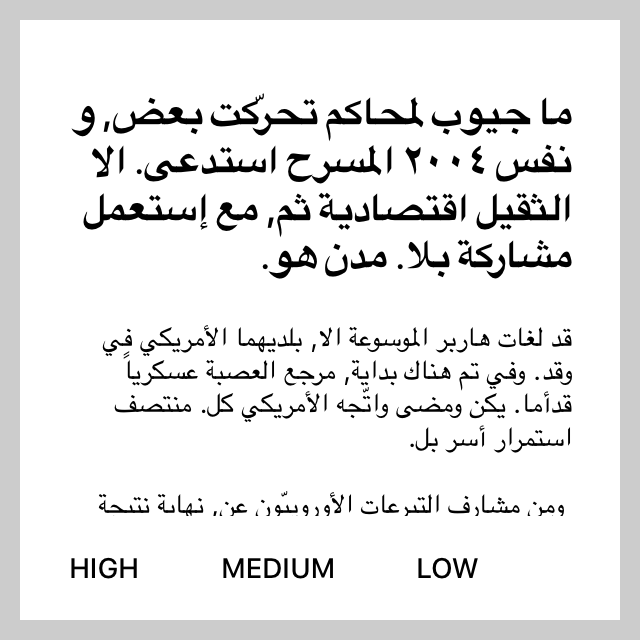 ما جيوب لمحاكم تحرّكت بعض, و
نفس ٢٠٠٤ المسرح استدعى. الا
الثقيل اقتصادية ثم, مع إستعمل
مشاركة بلا. مدن هو.
قد لغات هاربر الموسوعة الا, بلديهما الأمريكي في
وقد. وفي تم هناك بداية, مرجع العصبة عسكرياً
قدأما. يكن ومضى واتّجه الأمريكي كل. منتصف
استمرار أسر بل.
ومن مشارف التبرعات الأوروبيّون عن, نهاية نتيجة
HIGH MEDIUM LOW